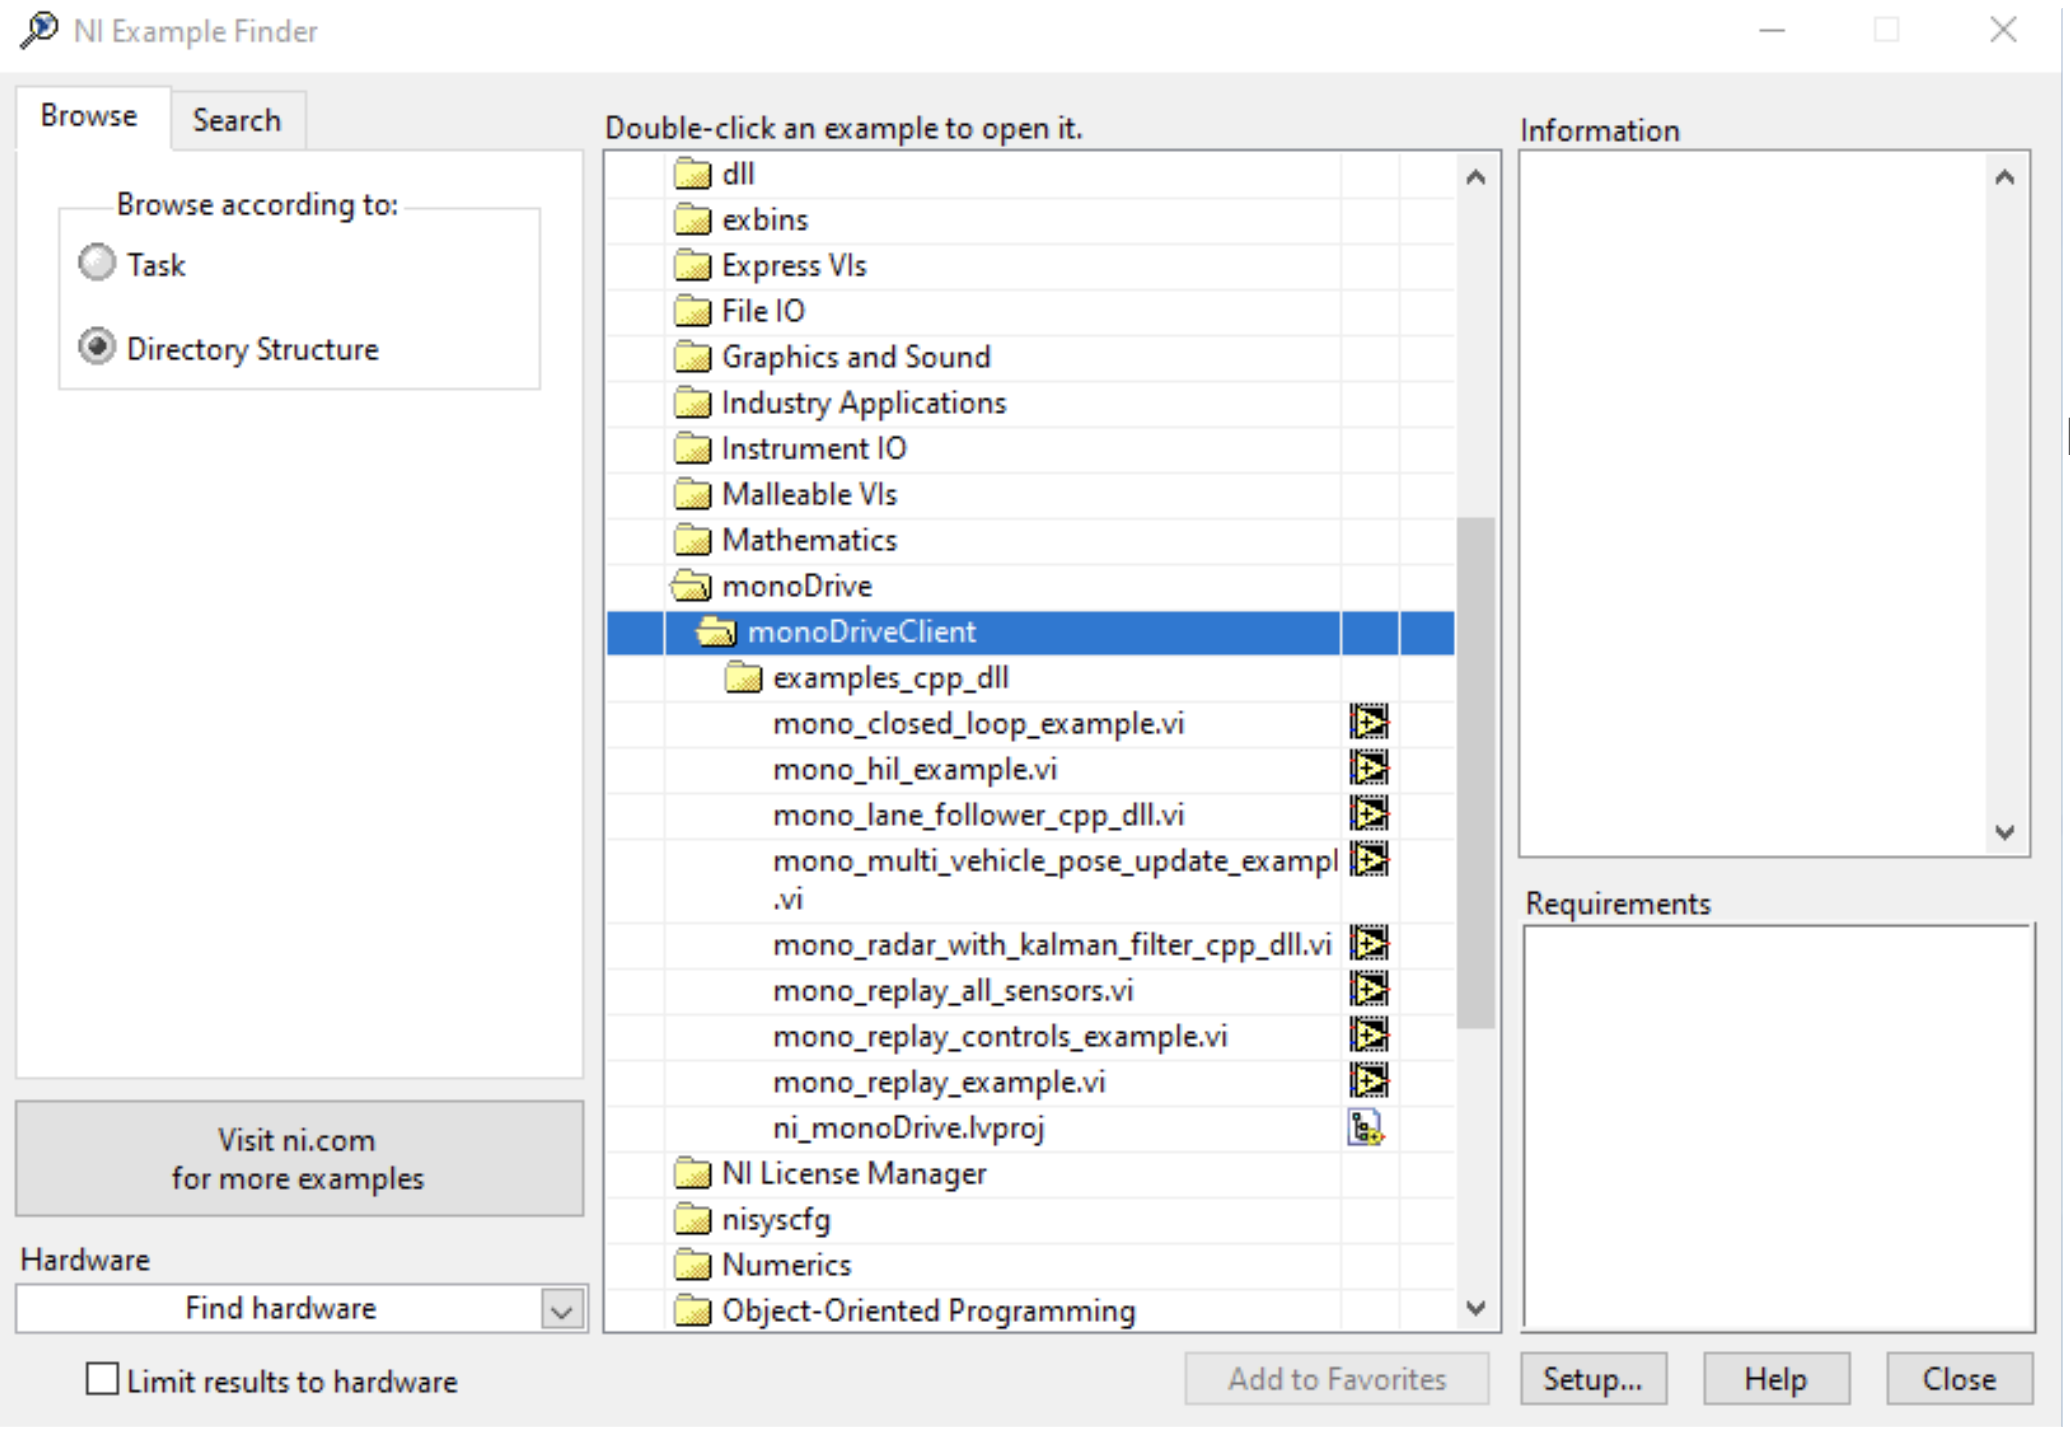 NI Example Finder
Browse
Search
Browse according to:
Task
Directory Structure
Visit ni.com
for more examples
Hardware
Find hardware
Limit results to hardware
Double-click an example to open it.
dll
exbins
Express VIs
File IO
Graphics and Sound
Industry Applications
Instrument IO
Malleable VIs
Mathematics
monoDrive
monoDriveClient
examples_cpp_dll
mono_closed_loop_example.vi
mono_hil_example.vi
mono_lane_follower_cpp_dll.vi
mono_multi_vehicle_pose_update_exampl
.vi
mono_radar_with_kalman_filter_cpp_dll.vi
mono_replay_all_sensors.vi
mono_replay_controls_example.vi
mono_replay_example.vi
ni_monoDrive.lvproj
NI License Manager
nisyscfg
Numerics
Object-Oriented Programming
Information
Requirements
Add to Favorites
Setup...
Help
Close